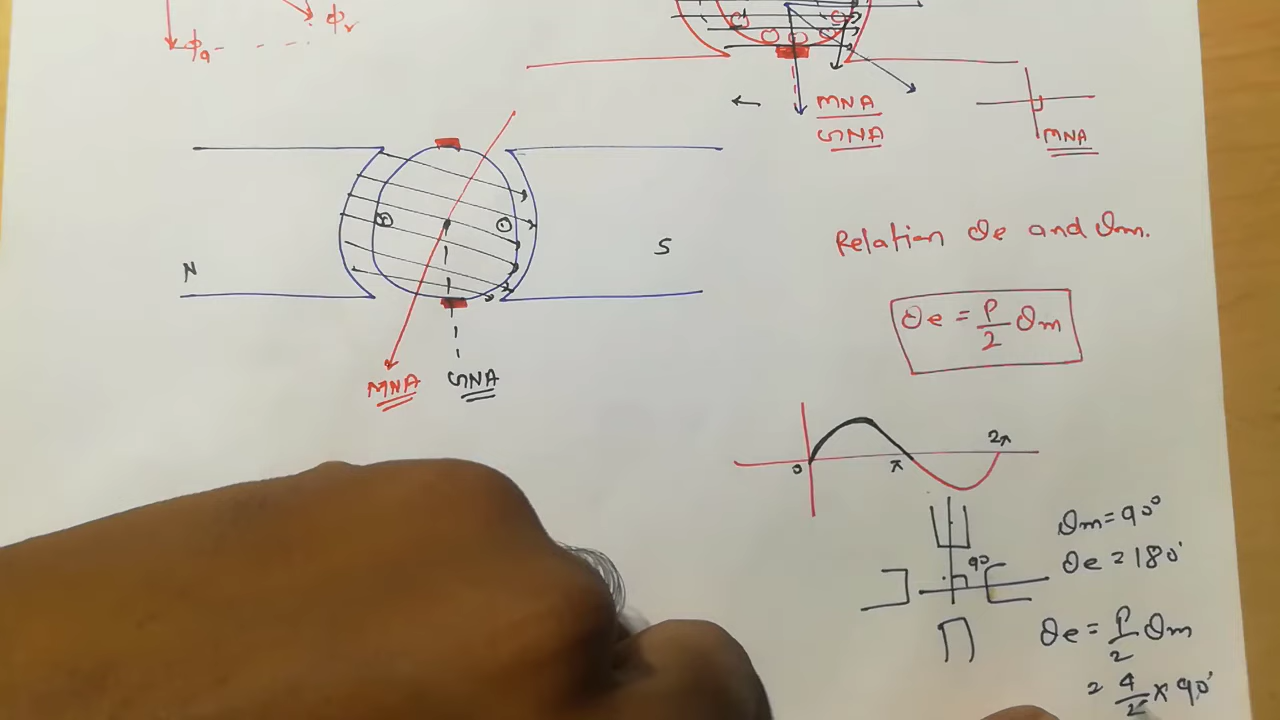 ϕa
ϕr
MNA
GNA
MNA
N
S
MNA
GNA
Relation θe and θm.
θe = P/2 θm
0
π
2π
90
θm = 90°
θe = 180°
θe = P/2 θm
= 4/2 × 90°